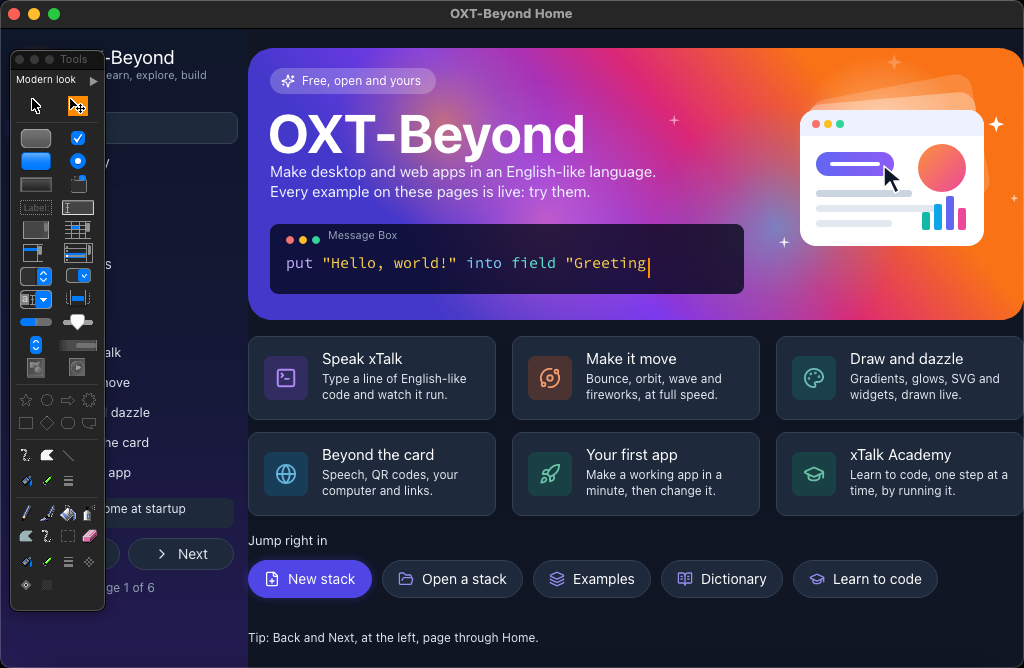 OXT-Beyond Home
Tools
Modern look
Label:
-Beyond
earn, explore, build
ome at startup
Next
ge 1 of 6
Free, open and yours
OXT-Beyond
Make desktop and web apps in an English-like language.
Every example on these pages is live: try them.
Message Box
put "Hello, world!" into field "Greeting
Speak xTalk
Type a line of English-like
code and watch it run.
Make it move
Bounce, orbit, wave and
fireworks, at full speed.
Draw and dazzle
Gradients, glows, SVG and
widgets, drawn live.
Beyond the card
Speech, QR codes, your
computer and links.
Your first app
Make a working app in a
minute, then change it.
xTalk Academy
Learn to code, one step at a
time, by running it.
Jump right in
New stack
Open a stack
Examples
Dictionary
Learn to code
Tip: Back and Next, at the left, page through Home.